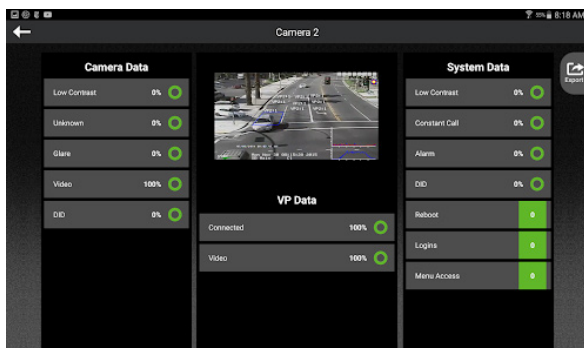 55% 8:18 AM
Camera 2
Export
Camera Data
Low Contrast 0%
Unknown 0%
Glare 0%
Video 100%
DID 0%
VP Data
Connected 100%
Video 100%
System Data
Low Contrast 0%
Constant Call 0%
Alarm 0%
DID 0%
Reboot 0
Logins 0
Menu Access 0